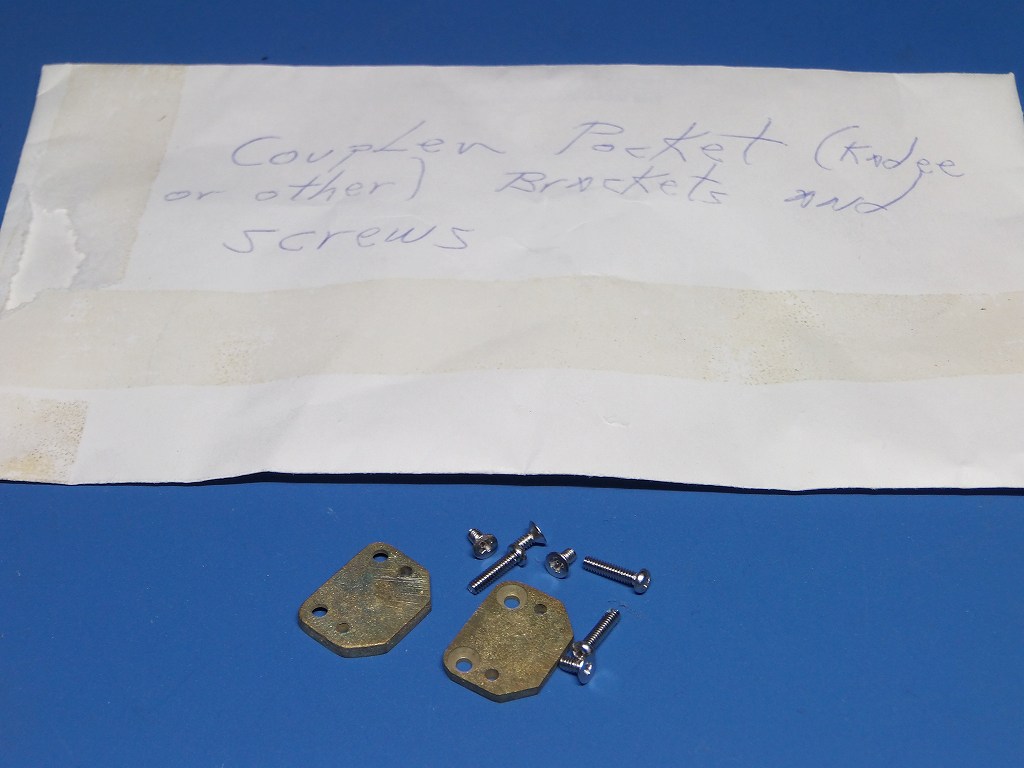 Coupler Pocket (Kadee
or other) Brackets and
screws